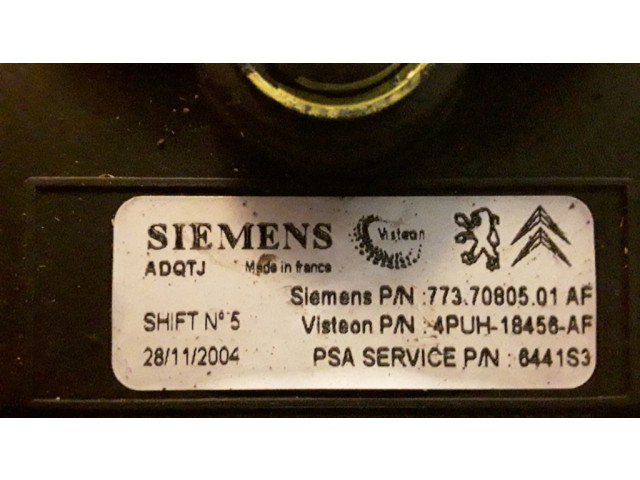 SIEMENS Visteon
ADQTJ Made in france
Siemens P/N :773.70805.01 AF
SHIFT N° 5 Visteon P/N :4PUH-18456-AF
28/11/2004 PSA SERVICE P/N : 6441S3